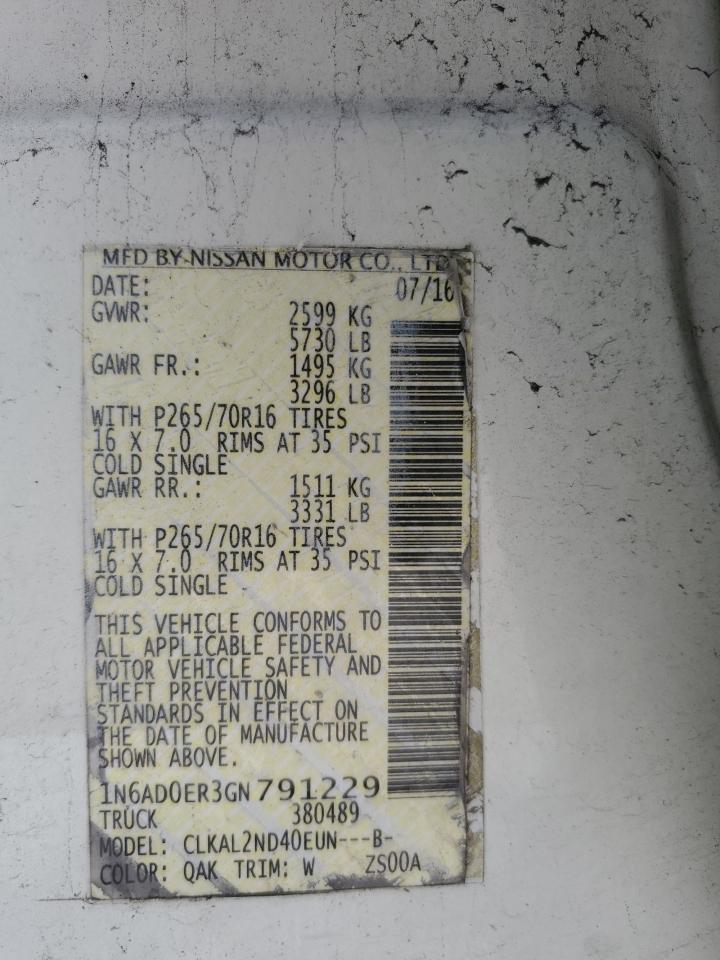 MFD BY NISSAN MOTOR CO., LTD
DATE: 07/16
GVWR: 2599 KG
5730 LB
GAWR FR.: 1495 KG
3296 LB
WITH P265/70R16 TIRES
16 X 7.0 RIMS AT 35 PSI
COLD SINGLE
GAWR RR.: 1511 KG
3331 LB
WITH P265/70R16 TIRES
16 X 7.0 RIMS AT 35 PSI
COLD SINGLE
THIS VEHICLE CONFORMS TO
ALL APPLICABLE FEDERAL
MOTOR VEHICLE SAFETY AND
THEFT PREVENTION
STANDARDS IN EFFECT ON
THE DATE OF MANUFACTURE
SHOWN ABOVE.
1N6AD0ER3GN791229
TRUCK 380489
MODEL: CLKAL2ND40EUN---B-
COLOR: QAK TRIM: W ZS00A